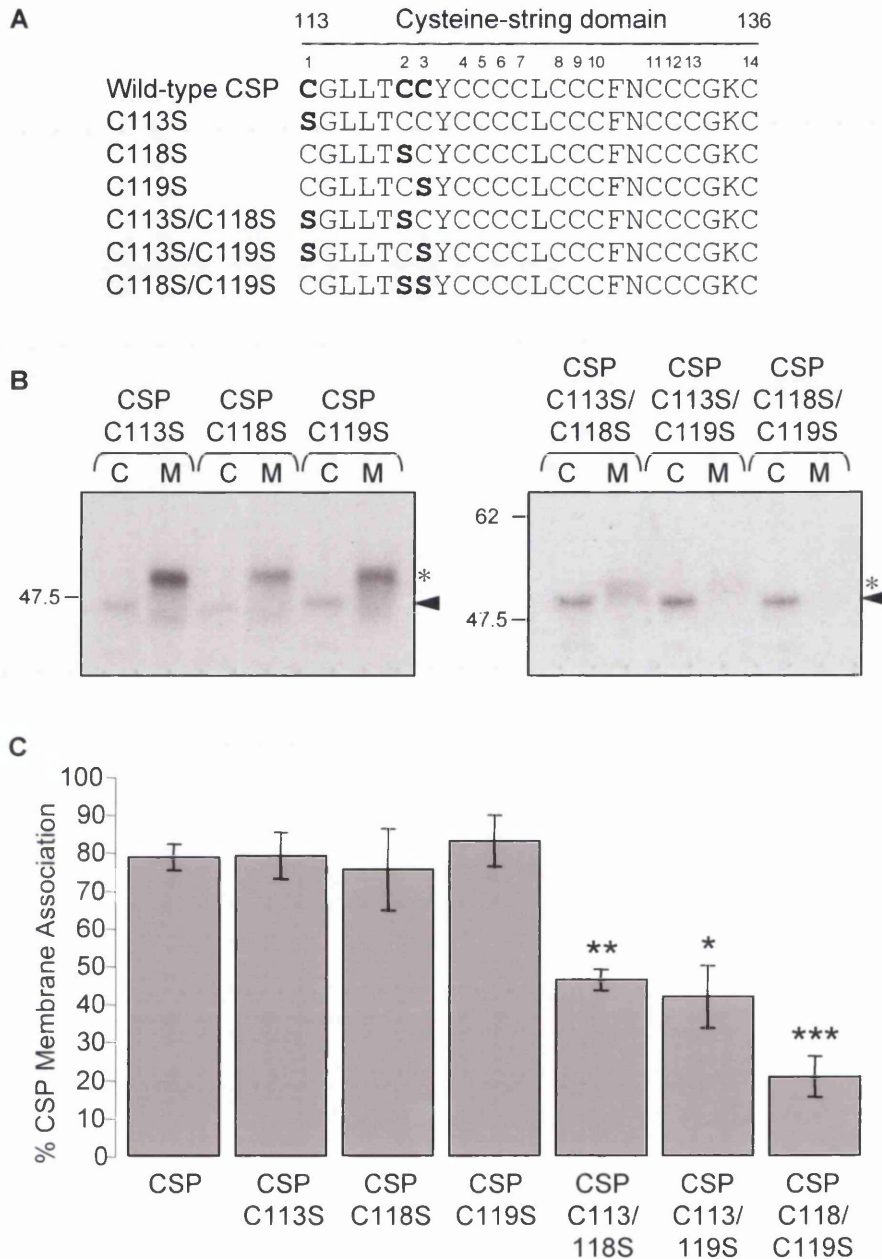 A
113 Cysteine-string domain 136
1 2 3 4 5 6 7 8 9 10 11 12 13 14
Wild-type CSP CGLLTCCYCCCCLCCCFNCCCGKC
C113S SGLLTCCYCCCCLCCCFNCCCGKC
C118S CGLLTSCYCCCCLCCCFNCCCGKC
C119S CGLLTCSYCCCCLCCCFNCCCGKC
C113S/C118S SGLLTSCYCCCCLCCCFNCCCGKC
C113S/C119S SGLLTCSYCCCCLCCCFNCCCGKC
C118S/C119S CGLLTSSYCCCCLCCCFNCCCGKC
B
CSP CSP CSP
C113S C118S C119S
C M C M C M
47.5
*
CSP CSP CSP
C113S/ C113S/ C118S/
C118S C119S C119S
C M C M C M
62
47.5
*
C
% CSP Membrane Association
100
90
80
70
60
50
40
30
20
10
0
** * ***
CSP CSP CSP CSP CSP CSP CSP
C113S C118S C119S C113/ C113/ C118/
118S 119S C119S